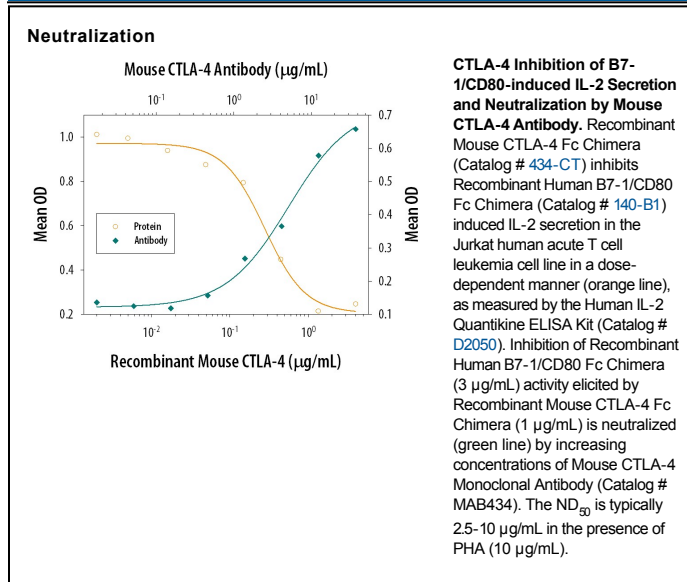 Neutralization
Mouse CTLA-4 Antibody (μg/mL)
10⁻¹ 10⁰ 10¹
Mean OD
1.0
0.8
0.6
0.4
0.2
Protein
Antibody
0.7
0.6
0.5
0.4
0.3
0.2
0.1
Mean OD
10⁻² 10⁻¹ 10⁰
Recombinant Mouse CTLA-4 (μg/mL)
CTLA-4 Inhibition of B7-
1/CD80-induced IL-2 Secretion
and Neutralization by Mouse
CTLA-4 Antibody. Recombinant
Mouse CTLA-4 Fc Chimera
(Catalog # 434-CT) inhibits
Recombinant Human B7-1/CD80
Fc Chimera (Catalog # 140-B1)
induced IL-2 secretion in the
Jurkat human acute T cell
leukemia cell line in a dose-
dependent manner (orange line),
as measured by the Human IL-2
Quantikine ELISA Kit (Catalog #
D2050). Inhibition of Recombinant
Human B7-1/CD80 Fc Chimera
(3 μg/mL) activity elicited by
Recombinant Mouse CTLA-4 Fc
Chimera (1 μg/mL) is neutralized
(green line) by increasing
concentrations of Mouse CTLA-4
Monoclonal Antibody (Catalog #
MAB434). The ND₅₀ is typically
2.5-10 μg/mL in the presence of
PHA (10 μg/mL).